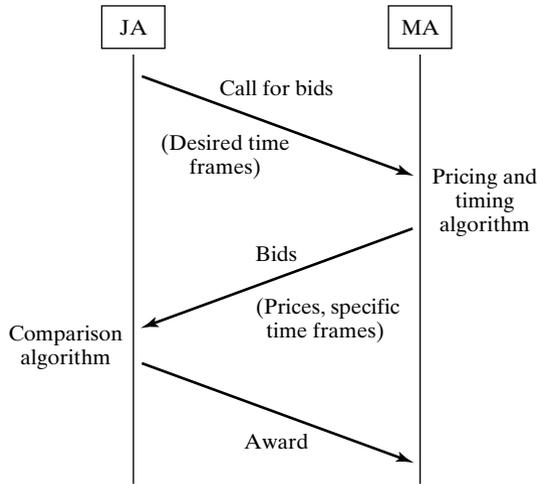 JA
MA
Call for bids
(Desired time
frames)
Pricing and
timing
algorithm
Bids
(Prices, specific
time frames)
Comparison
algorithm
Award